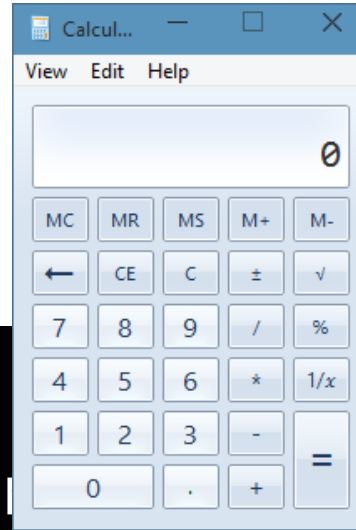 Calcul...
View Edit Help
0
MC MR MS M+ M-
← CE C ± √
7 8 9 / %
4 5 6 * 1/x
1 2 3 - =
0 . +